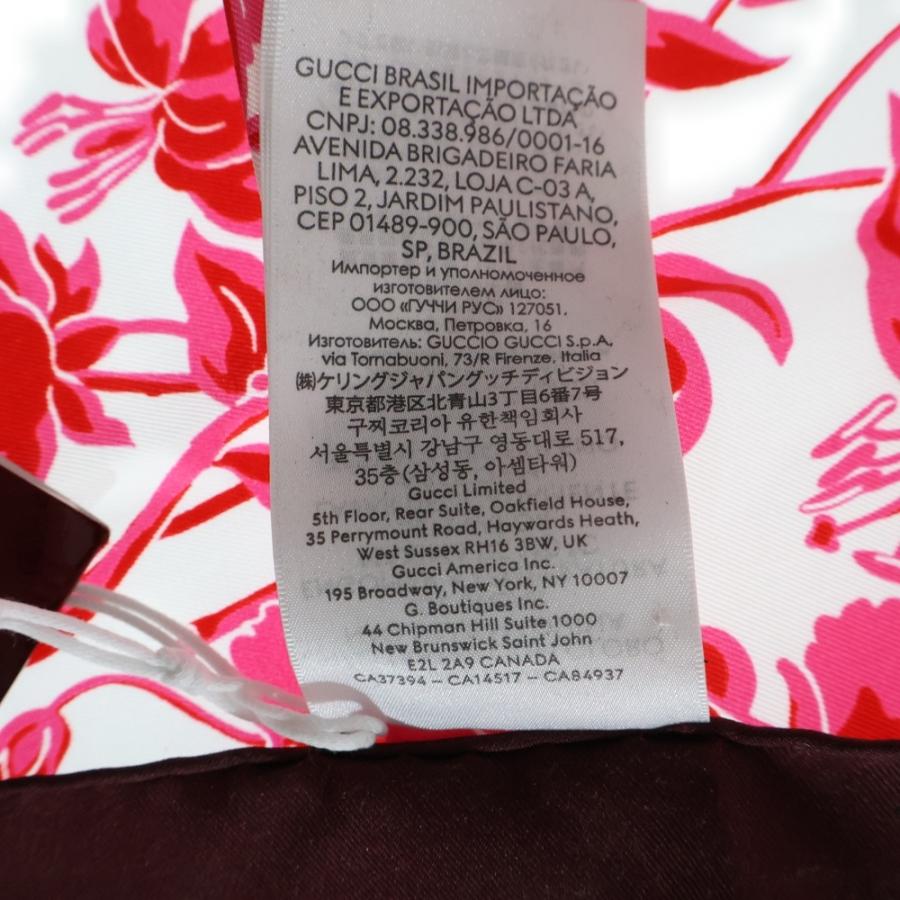 GUCCI BRASIL IMPORTAÇÃO
E EXPORTAÇÃO LTDA
CNPJ: 08.338.986/0001-16
AVENIDA BRIGADEIRO FARIA
LIMA, 2.232, LOJA C-03 A,
PISO 2, JARDIM PAULISTANO,
CEP 01489-900, SÃO PAULO,
SP, BRAZIL
Импортер и уполномоченное
изготовителем лицо:
ООО «ГУЧЧИ РУС» 127051.
Москва, Петровка, 16
Изготовитель: GUCCIO GUCCI S.p.A,
via Tornabuoni, 73/R Firenze, Italia
㈱ケリングジャパングッチディビジョン
東京都港区北青山3丁目6番7号
구찌코리아 유한책임회사
서울특별시 강남구 영동대로 517,
35층 (삼성동, 아셈타워)
Gucci Limited
5th Floor, Rear Suite, Oakfield House,
35 Perrymount Road, Haywards Heath,
West Sussex RH16 3BW, UK
Gucci America Inc.
195 Broadway, New York, NY 10007
G. Boutiques Inc.
44 Chipman Hill Suite 1000
New Brunswick Saint John
E2L 2A9 CANADA
CA37394 – CA14517 – CA84937